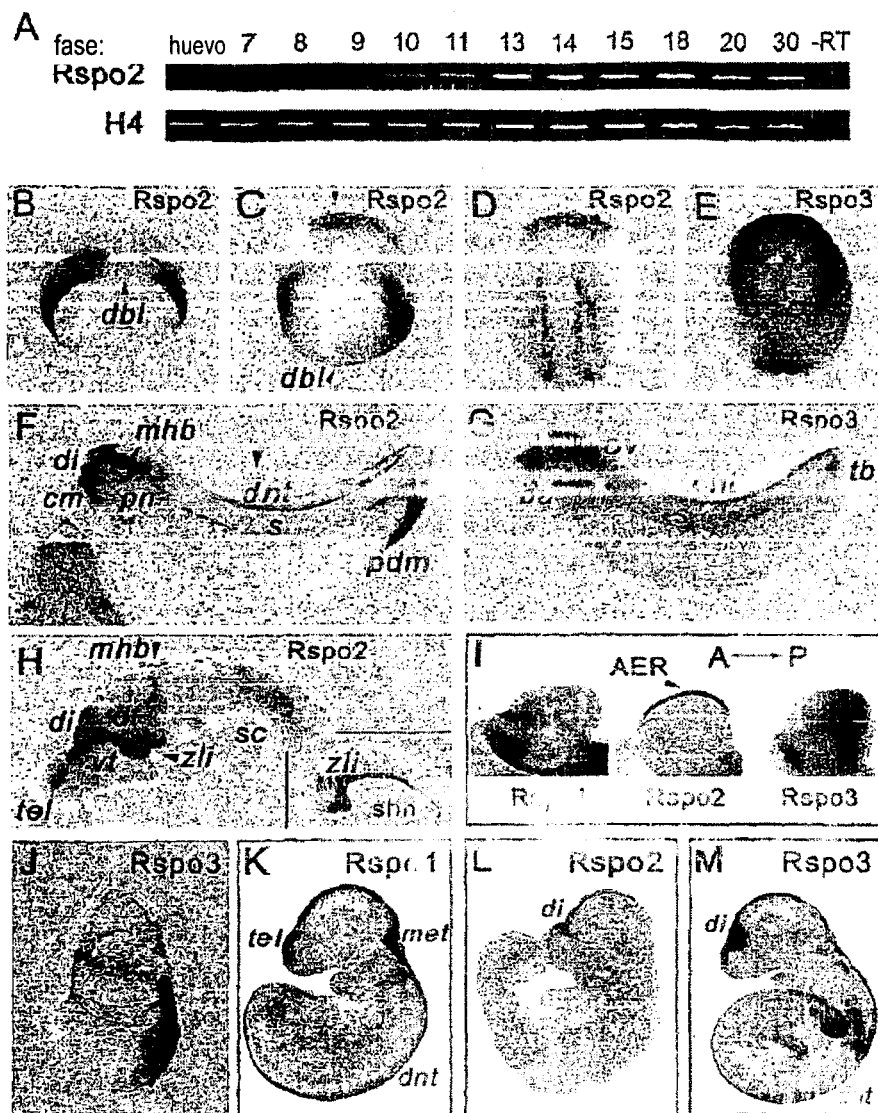 A
fase: huevo 7 8 9 10 11 13 14 15 18 20 30 -RT
Rspo2
H4
B Rspo2
dbl
C Rspo2
dbl
D Rspo2
E Rspo3
F Rspo2
mhb
di
cm pn dnt
s
pdm
Rspo3
tb
H Rspo2
mhb
di
sc
zli
tel
zli
shh
I A P
AER
Rspo2 Rspo3
J Rspo3
K
tel met
dnt
L Rspo2
di
M Rspo3
di